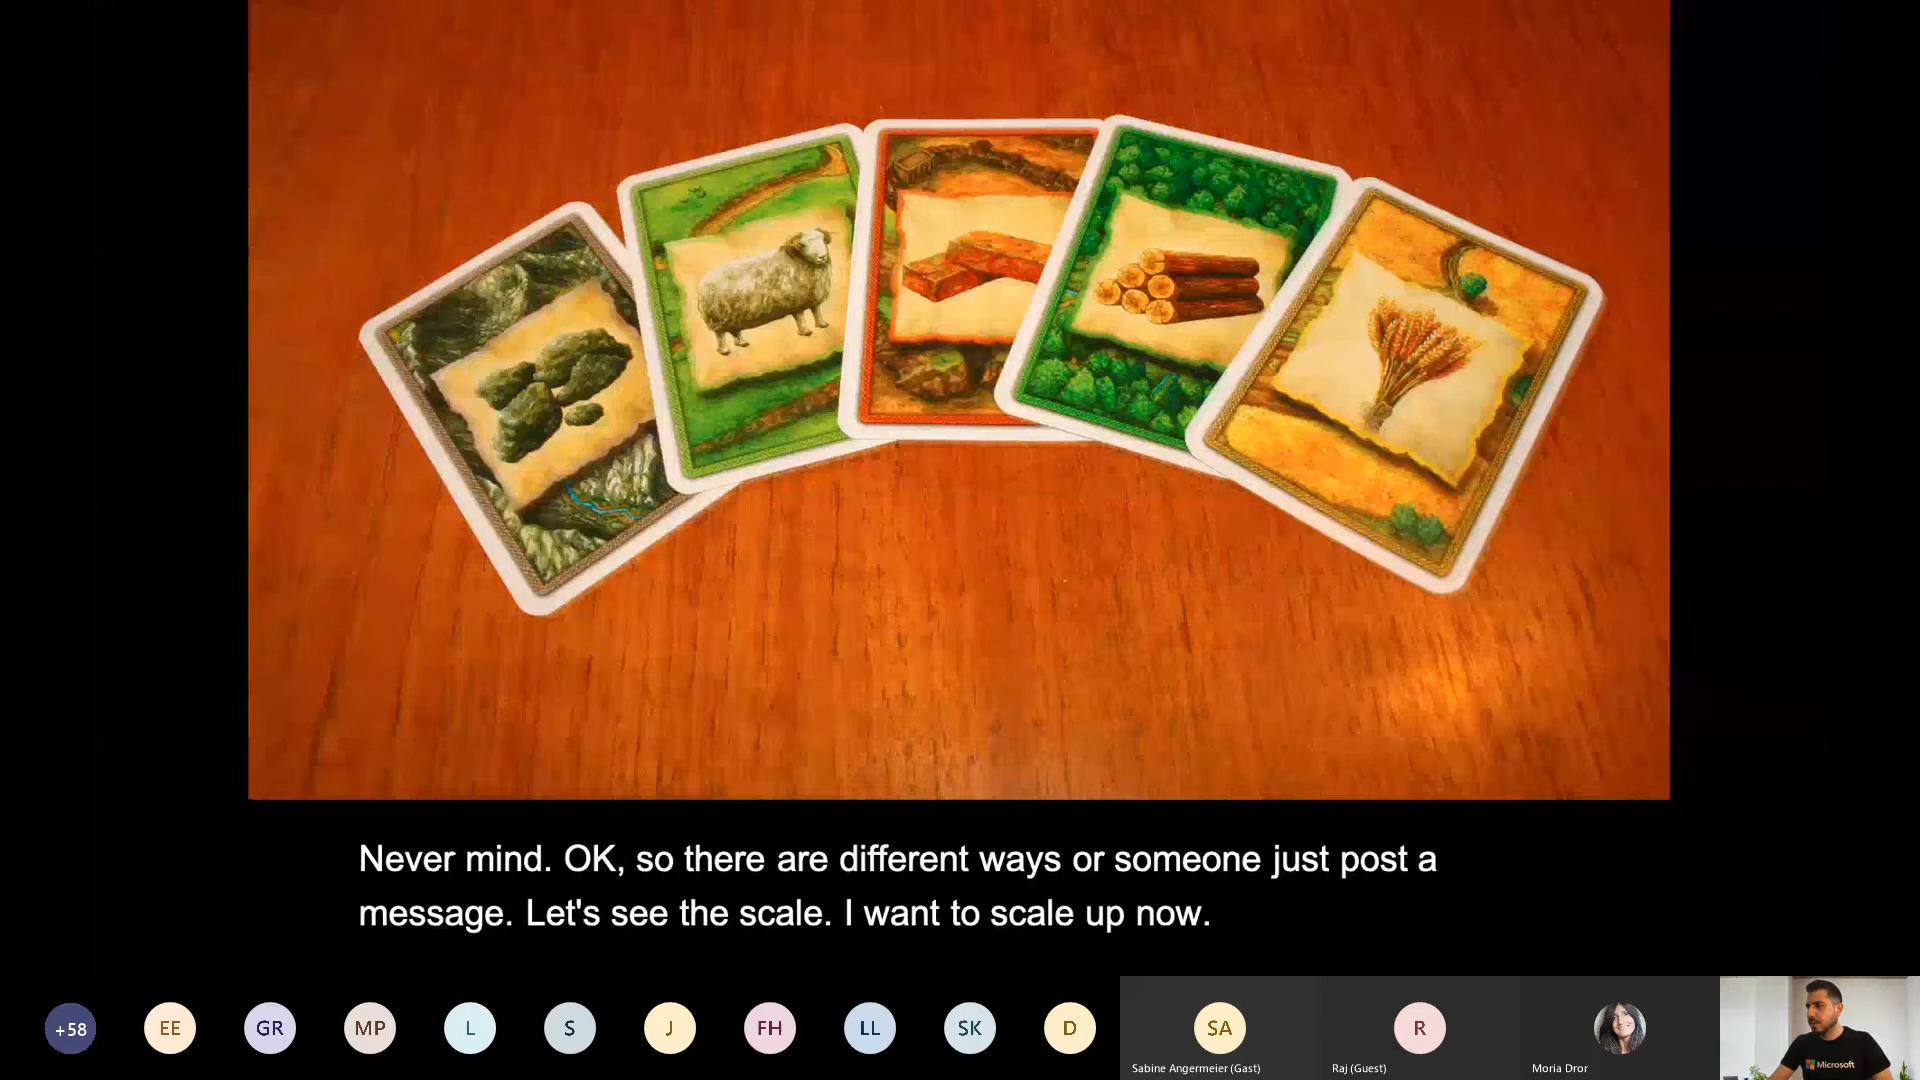 Never mind. OK, so there are different ways or someone just post a
message. Let's see the scale. I want to scale up now.
+58
EE
GR
MP
L
S
J
FH
LL
SK
D
SA
R
Sabine Angermeier (Gast)
Raj (Guest)
Moria Dror
Microsoft